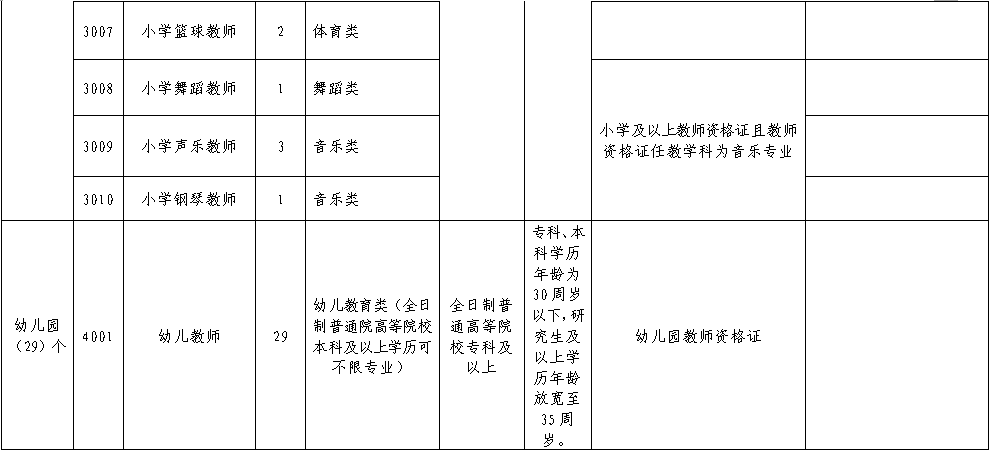 3007 小学篮球教师 2 体育类
3008 小学舞蹈教师 1 舞蹈类
小学及以上教师资格证且教师
资格证任教学科为音乐专业
3009 小学声乐教师 3 音乐类
3010 小学钢琴教师 1 音乐类
幼儿园
（29）个
4001
幼儿教师
29
幼儿教育类（全日
制普通院高等院校
本科及以上学历可
不限专业）
全日制普
通高等院
校专科及
以上
专科、本
科学历
年龄为
30周岁
以下，研
究生及
以上学
历年龄
放宽至
35周
岁。
幼儿园教师资格证